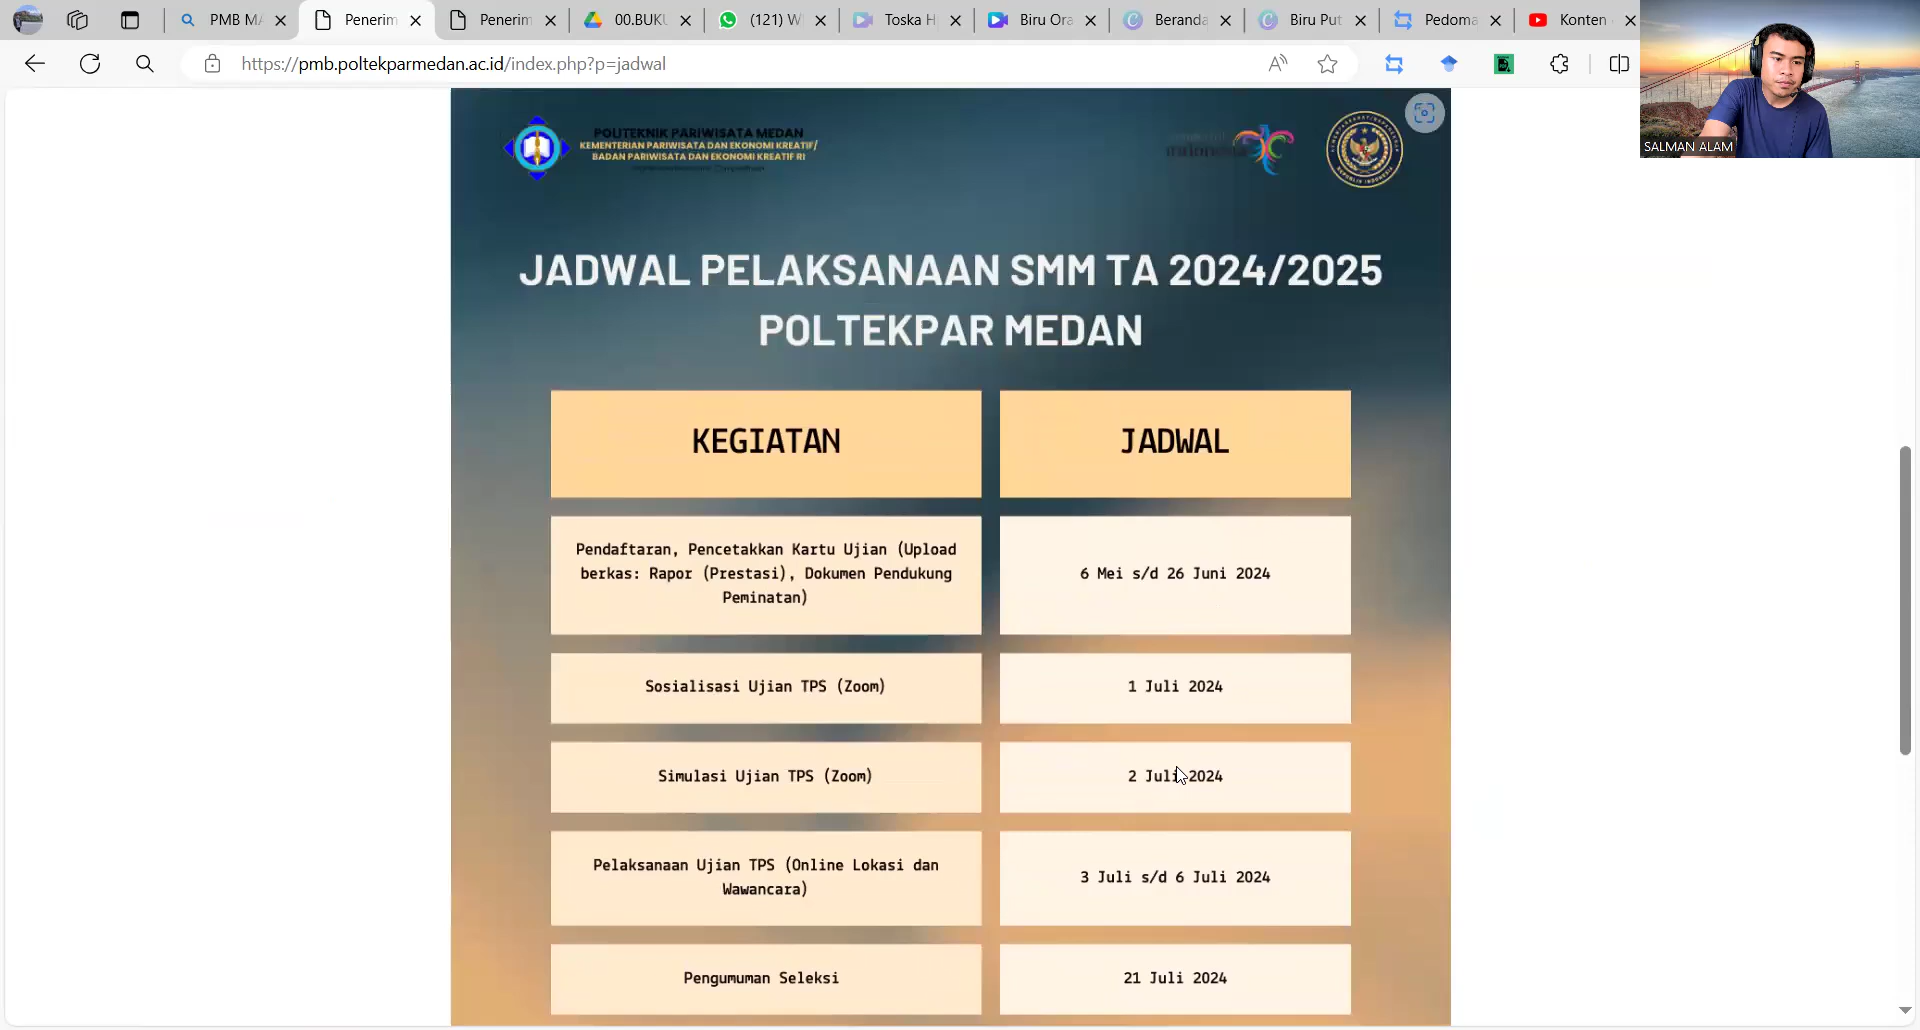 PMB MA
Penerim
Penerim
00.BUKU
(121) W
Toska H
Biru Ora
Beranda
Biru Put
Pedoma
Konten
https://pmb.poltekparmedan.ac.id/index.php?p=jadwal
SALMAN ALAM
POLITEKNIK PARIWISATA MEDAN
KEMENTERIAN PARIWISATA DAN EKONOMI KREATIF/
BADAN PARIWISATA DAN EKONOMI KREATIF RI
JADWAL PELAKSANAAN SMM TA 2024/2025
POLTEKPAR MEDAN
KEGIATAN
JADWAL
Pendaftaran, Pencetakkan Kartu Ujian (Upload
berkas: Rapor (Prestasi), Dokumen Pendukung
Peminatan)
6 Mei s/d 26 Juni 2024
Sosialisasi Ujian TPS (Zoom)
1 Juli 2024
Simulasi Ujian TPS (Zoom)
2 Juli 2024
Pelaksanaan Ujian TPS (Online Lokasi dan
Wawancara)
3 Juli s/d 6 Juli 2024
Pengumuman Seleksi
21 Juli 2024